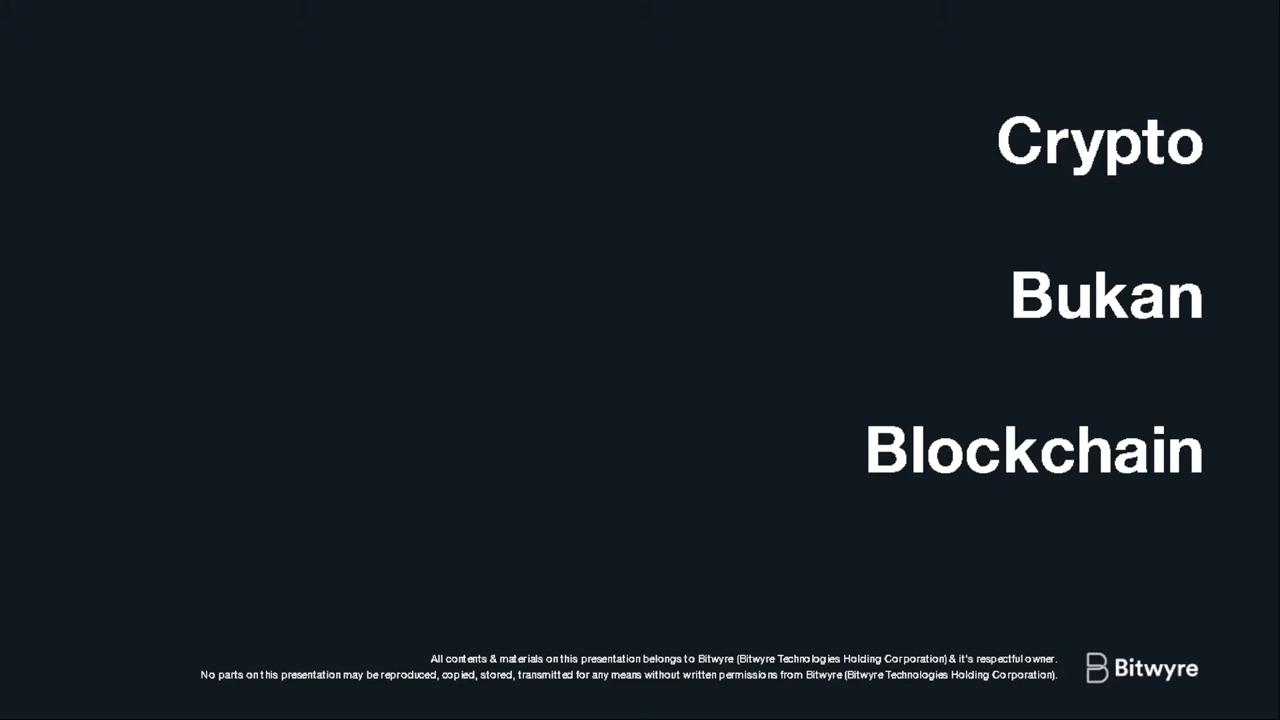 Crypto
Bukan
Blockchain
All contents & materials on this presentation belongs to Bitwyre (Bitwyre Technologies Holding Corporation) & it's respectful owner.
No parts on this presentation may be reproduced, copied, stored, transmitted for any means without written permissions from Bitwyre (Bitwyre Technologies Holding Corporation).
Bitwyre